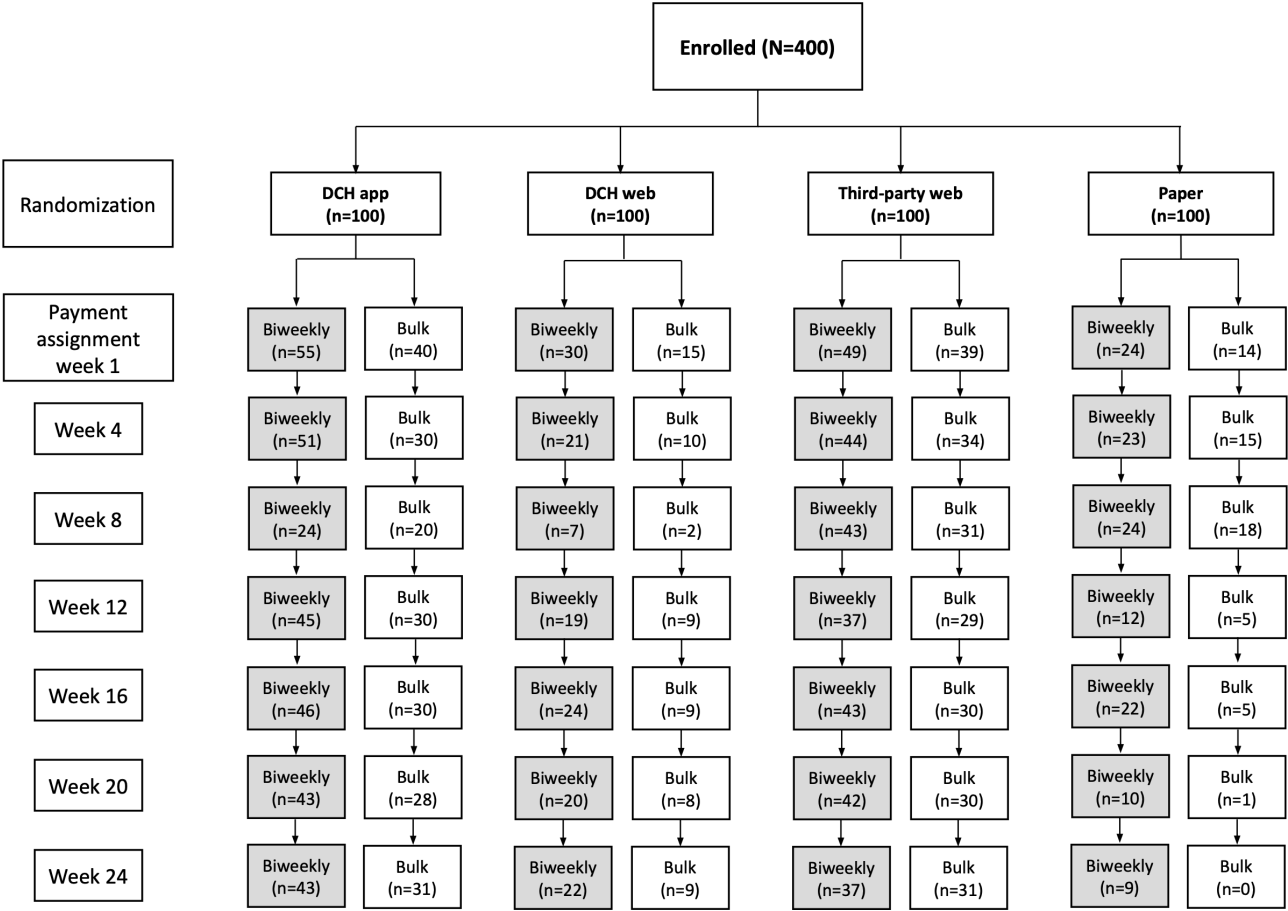 Enrolled (N=400)
Randomization
DCH app
(n=100)
DCH web
(n=100)
Third-party web
(n=100)
Paper
(n=100)
Payment
assignment
week 1
Biweekly
(n=55)
Bulk
(n=40)
Biweekly
(n=30)
Bulk
(n=15)
Biweekly
(n=49)
Bulk
(n=39)
Biweekly
(n=24)
Bulk
(n=14)
Week 4
Biweekly
(n=51)
Bulk
(n=30)
Biweekly
(n=21)
Bulk
(n=10)
Biweekly
(n=44)
Bulk
(n=34)
Biweekly
(n=23)
Bulk
(n=15)
Week 8
Biweekly
(n=24)
Bulk
(n=20)
Biweekly
(n=7)
Bulk
(n=2)
Biweekly
(n=43)
Bulk
(n=31)
Biweekly
(n=24)
Bulk
(n=18)
Week 12
Biweekly
(n=45)
Bulk
(n=30)
Biweekly
(n=19)
Bulk
(n=9)
Biweekly
(n=37)
Bulk
(n=29)
Biweekly
(n=12)
Bulk
(n=5)
Week 16
Biweekly
(n=46)
Bulk
(n=30)
Biweekly
(n=24)
Bulk
(n=9)
Biweekly
(n=43)
Bulk
(n=30)
Biweekly
(n=22)
Bulk
(n=5)
Week 20
Biweekly
(n=43)
Bulk
(n=28)
Biweekly
(n=20)
Bulk
(n=8)
Biweekly
(n=42)
Bulk
(n=30)
Biweekly
(n=10)
Bulk
(n=1)
Week 24
Biweekly
(n=43)
Bulk
(n=31)
Biweekly
(n=22)
Bulk
(n=9)
Biweekly
(n=37)
Bulk
(n=31)
Biweekly
(n=9)
Bulk
(n=0)